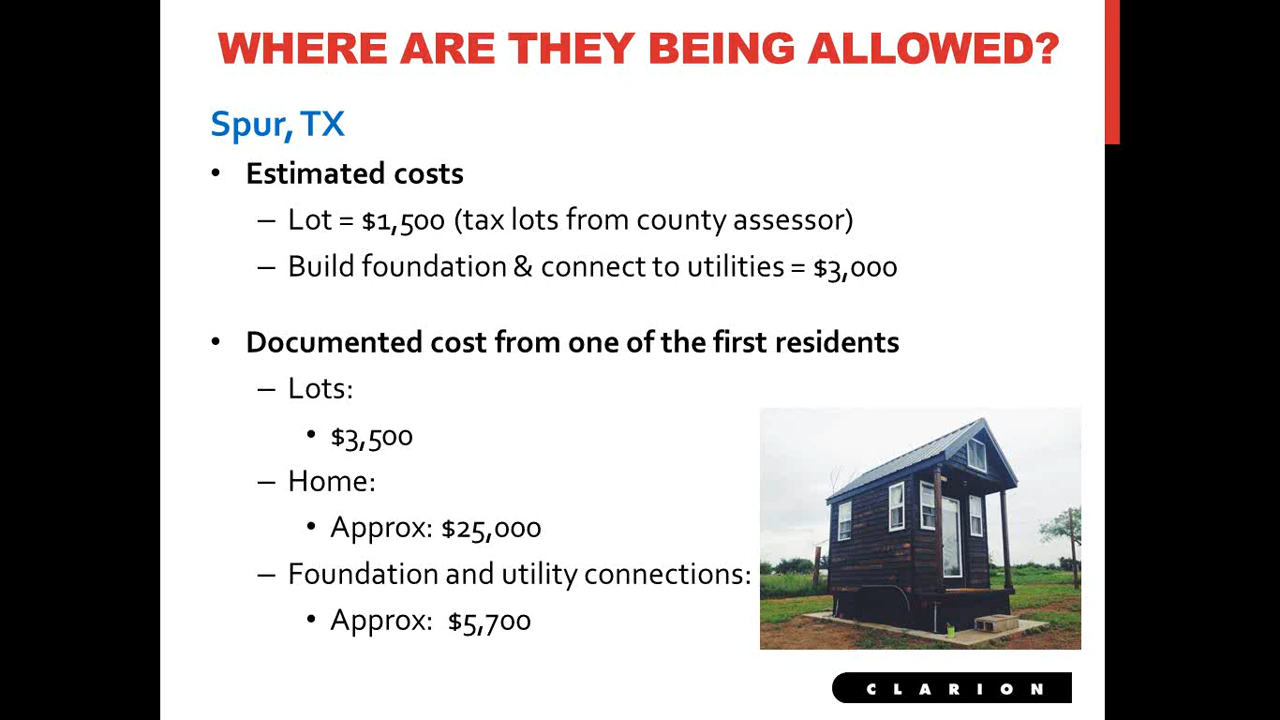 WHERE ARE THEY BEING ALLOWED?
Spur, TX
• Estimated costs
– Lot = $1,500 (tax lots from county assessor)
– Build foundation & connect to utilities = $3,000
• Documented cost from one of the first residents
– Lots:
• $3,500
– Home:
• Approx: $25,000
– Foundation and utility connections:
• Approx: $5,700
CLARION